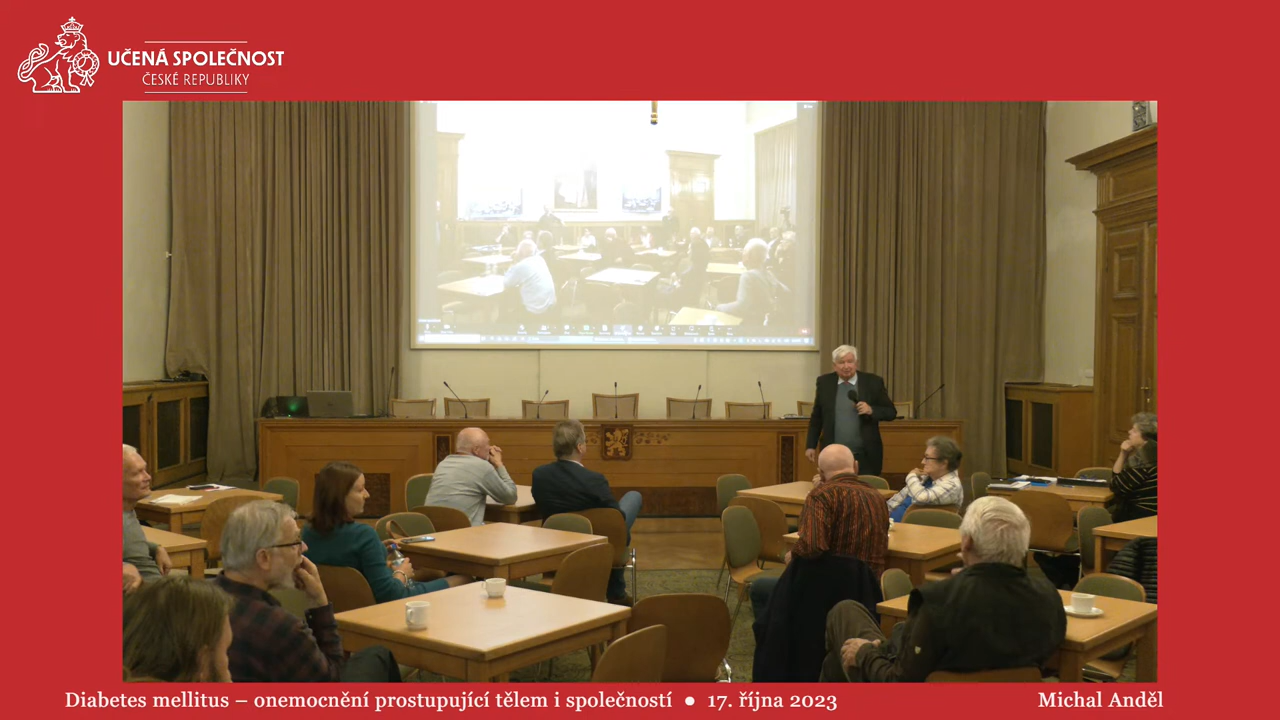 UČENÁ SPOLEČNOST
ČESKÉ REPUBLIKY
Diabetes mellitus – onemocnění prostupující tělem i společností ● 17. října 2023 Michal Anděl